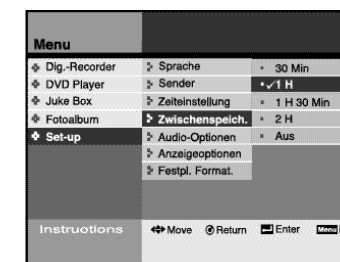 Menu
Dig.-Recorder
DVD Player
Juke Box
Fotoalbum
Set-up
Sprache
Sender
Zeiteinstellung
Zwischenspeich.
Audio-Optionen
Anzeigeoptionen
Festpl. Format.
30 Min
✓1 H
1 H 30 Min
2 H
Aus
Instructions Move Return Enter Menu